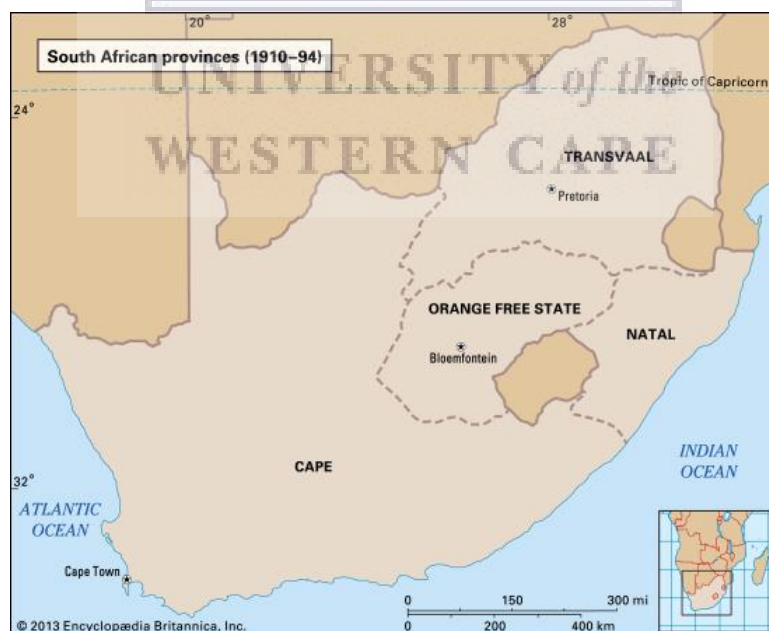 20°
28°
South African provinces (1910–94)
UNIVERSITY of the
Tropic of Capricorn
24°
WESTERN CAPE
TRANSVAAL
Pretoria
ORANGE FREE STATE
NATAL
Bloemfontein
CAPE
INDIAN
OCEAN
32°
ATLANTIC
OCEAN
Cape Town
0 150 300 mi
0 200 400 km
© 2013 Encyclopædia Britannica, Inc.